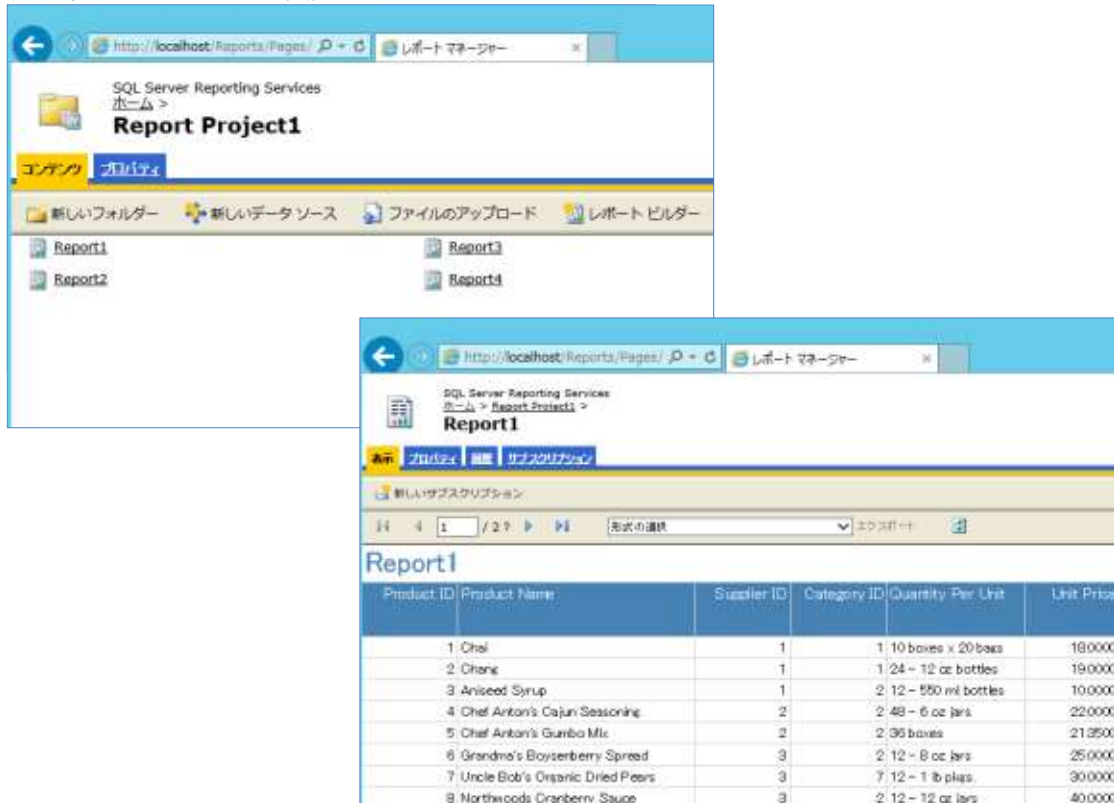 http://localhost/Reports/Pages/
レポート マネージャー
SQL Server Reporting Services
ホーム >
Report Project1
コンテンツ プロパティ
新しいフォルダー 新しいデータ ソース ファイルのアップロード レポート ビルダー
Report1 Report3
Report2 Report4
http://localhost/Reports/Pages/
レポート マネージャー
SQL Server Reporting Services
ホーム > Report Project1 >
Report1
表示 プロパティ 履歴 サブスクリプション
新しいサブスクリプション
1 / 2 ? 形式の選択 エクスポート
Report1
Product ID Product Name Supplier ID Category ID Quantity Per Unit Unit Price
1 Chai 1 1 10 boxes x 20 bags 18.0000
2 Chang 1 1 24 - 12 oz bottles 19.0000
3 Aniseed Syrup 1 2 12 - 550 ml bottles 10.0000
4 Chef Anton's Cajun Seasoning 2 2 48 - 6 oz jars 22.0000
5 Chef Anton's Gumbo Mix 2 2 36 boxes 21.3500
6 Grandma's Boysenberry Spread 3 2 12 - 8 oz jars 25.0000
7 Uncle Bob's Organic Dried Pears 3 7 12 - 1 lb pkgs. 30.0000
8 Northwoods Cranberry Sauce 3 2 12 - 12 oz jars 40.0000